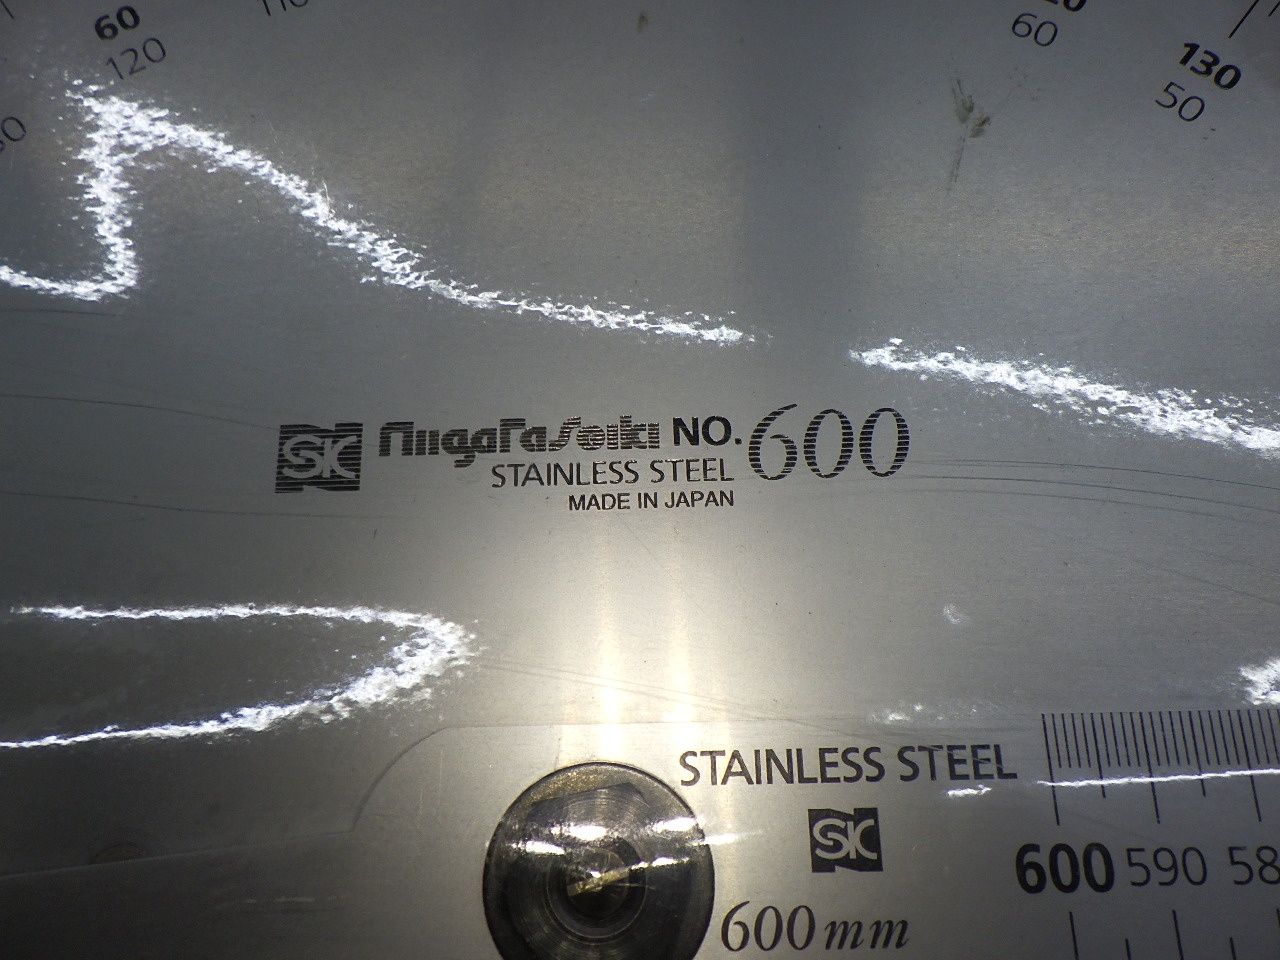 60
120
110
60
130
50
SK NiigataSeiki NO.600
STAINLESS STEEL
MADE IN JAPAN
STAINLESS STEEL
SK
600 590
600mm